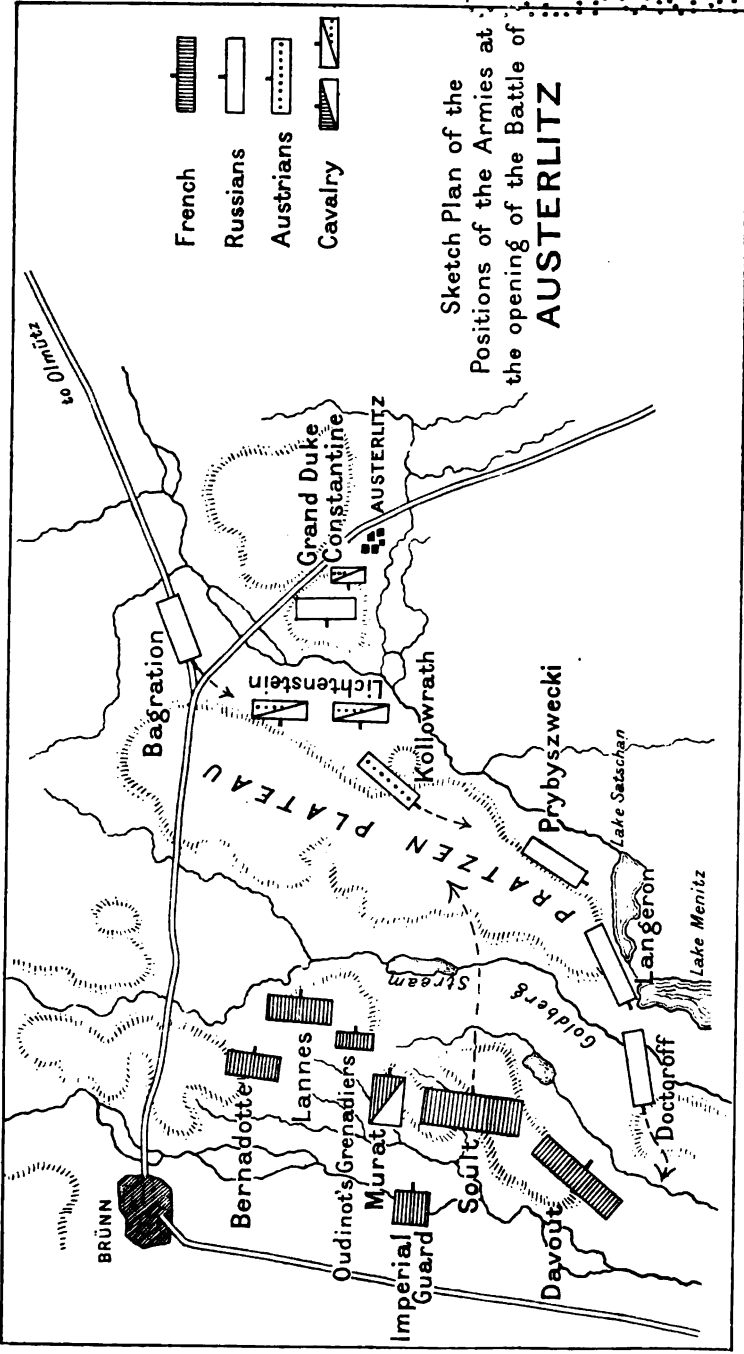 Sketch Plan of the
Positions of the Armies at
the opening of the Battle of
AUSTERLITZ
French
Russians
Austrians
Cavalry
to Olmütz
BRÜNN
Bagration
Grand Duke
Constantine
AUSTERLITZ
Lichtenstein
Kollowrath
PRATZEN PLATEAU
Prybyszwecki
Lake Satschan
Langeron
Lake Menitz
Doctoroff
Goldberg
Stream
Bernadotte
Lannes
Oudinot's Grenadiers
Murat
Soult
Imperial
Guard
Davout